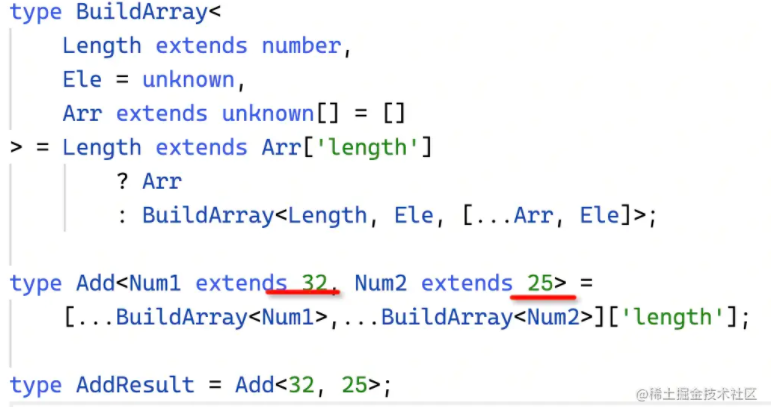 type BuildArray<
    Length extends number,
    Ele = unknown,
    Arr extends unknown[] = []
> = Length extends Arr['length']
        ? Arr
        : BuildArray<Length, Ele, [...Arr, Ele]>;
type Add<Num1 extends 32, Num2 extends 25> =
    [...BuildArray<Num1>,...BuildArray<Num2>]['length'];
type AddResult = Add<32, 25>;
@稀土掘金技术社区